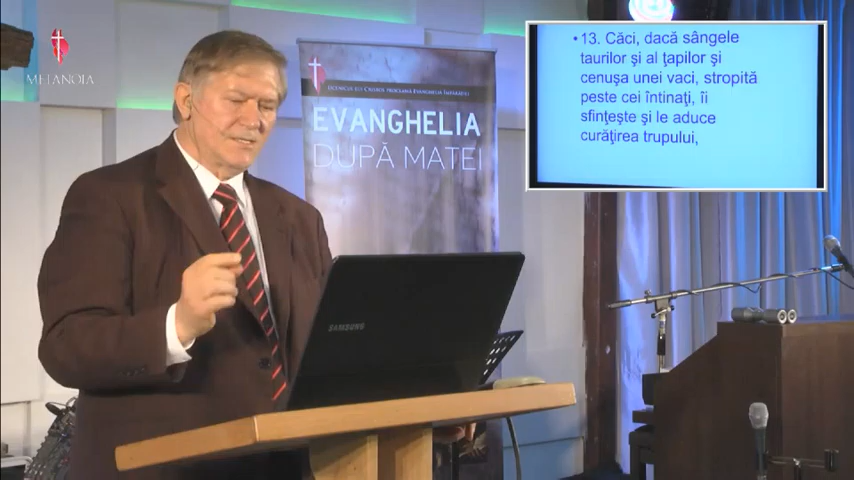 METANOIA
EVANGHELIA
DUPĂ MATEI
• 13. Căci, dacă sângele
taurilor şi al ţapilor şi
cenuşa unei vaci, stropită
peste cei întinaţi, îi
sfinţeşte şi le aduce
curăţirea trupului,
SAMSUNG